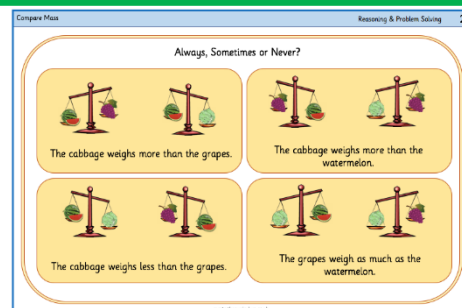 Compare Mass
Reasoning & Problem Solving
2
Always, Sometimes or Never?
The cabbage weighs more than the grapes.
The cabbage weighs more than the
watermelon.
The cabbage weighs less than the grapes.
The grapes weigh as much as the
watermelon.